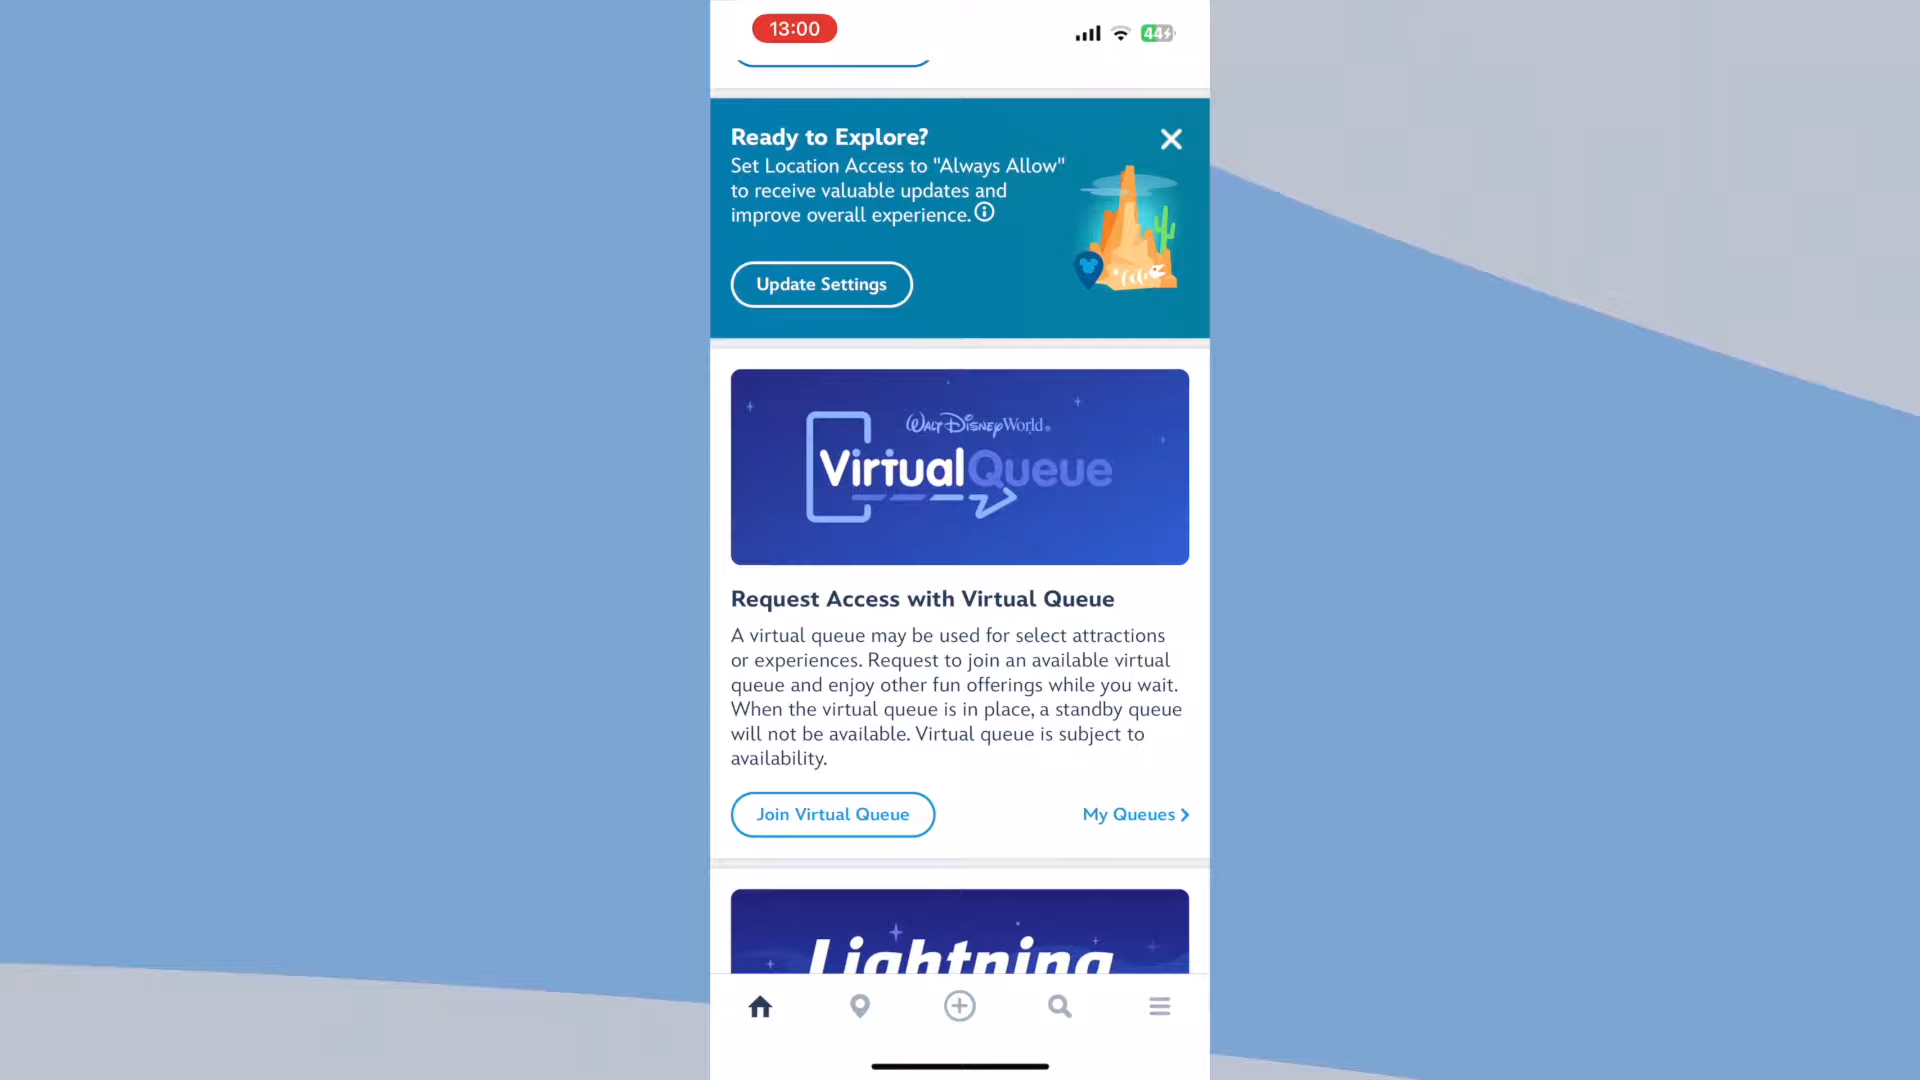 13:00
44
Ready to Explore?
Set Location Access to "Always Allow"
to receive valuable updates and
improve overall experience.
Update Settings
Walt Disney World
Virtual Queue
Request Access with Virtual Queue
A virtual queue may be used for select attractions
or experiences. Request to join an available virtual
queue and enjoy other fun offerings while you wait.
When the virtual queue is in place, a standby queue
will not be available. Virtual queue is subject to
availability.
Join Virtual Queue
My Queues
Lightning